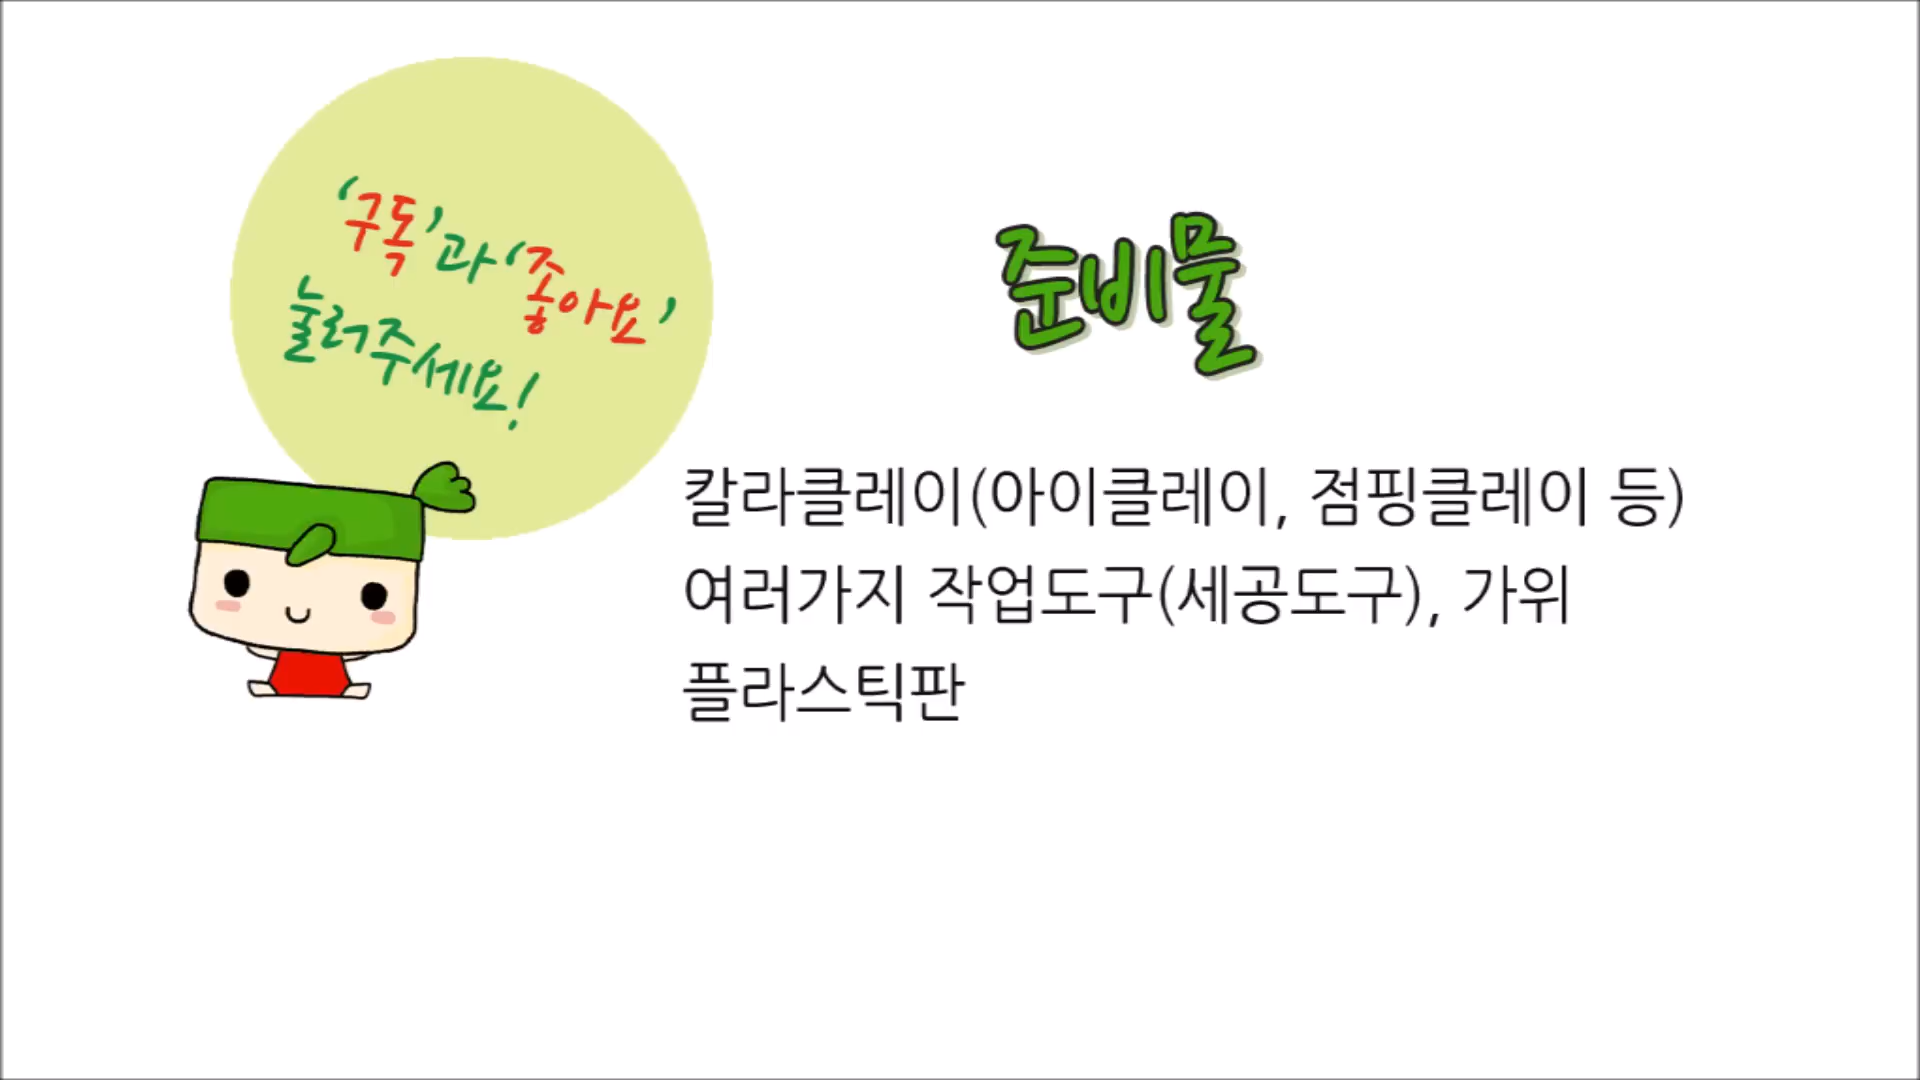 '구독'과 '좋아요'
눌러주세요!
준비물
칼라클레이(아이클레이, 점핑클레이 등)
여러가지 작업도구(세공도구), 가위
플라스틱판